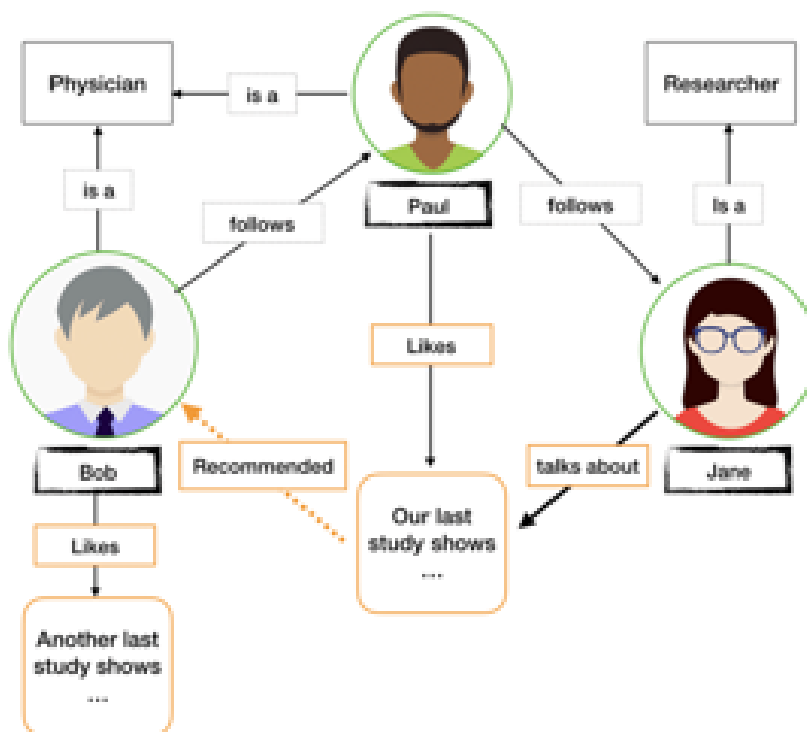 Physician
is a
Researcher
is a
follows
Paul
follows
Is a
Likes
Bob
Recommended
talks about
Jane
Likes
Our last
study shows
...
Another last
study shows
...